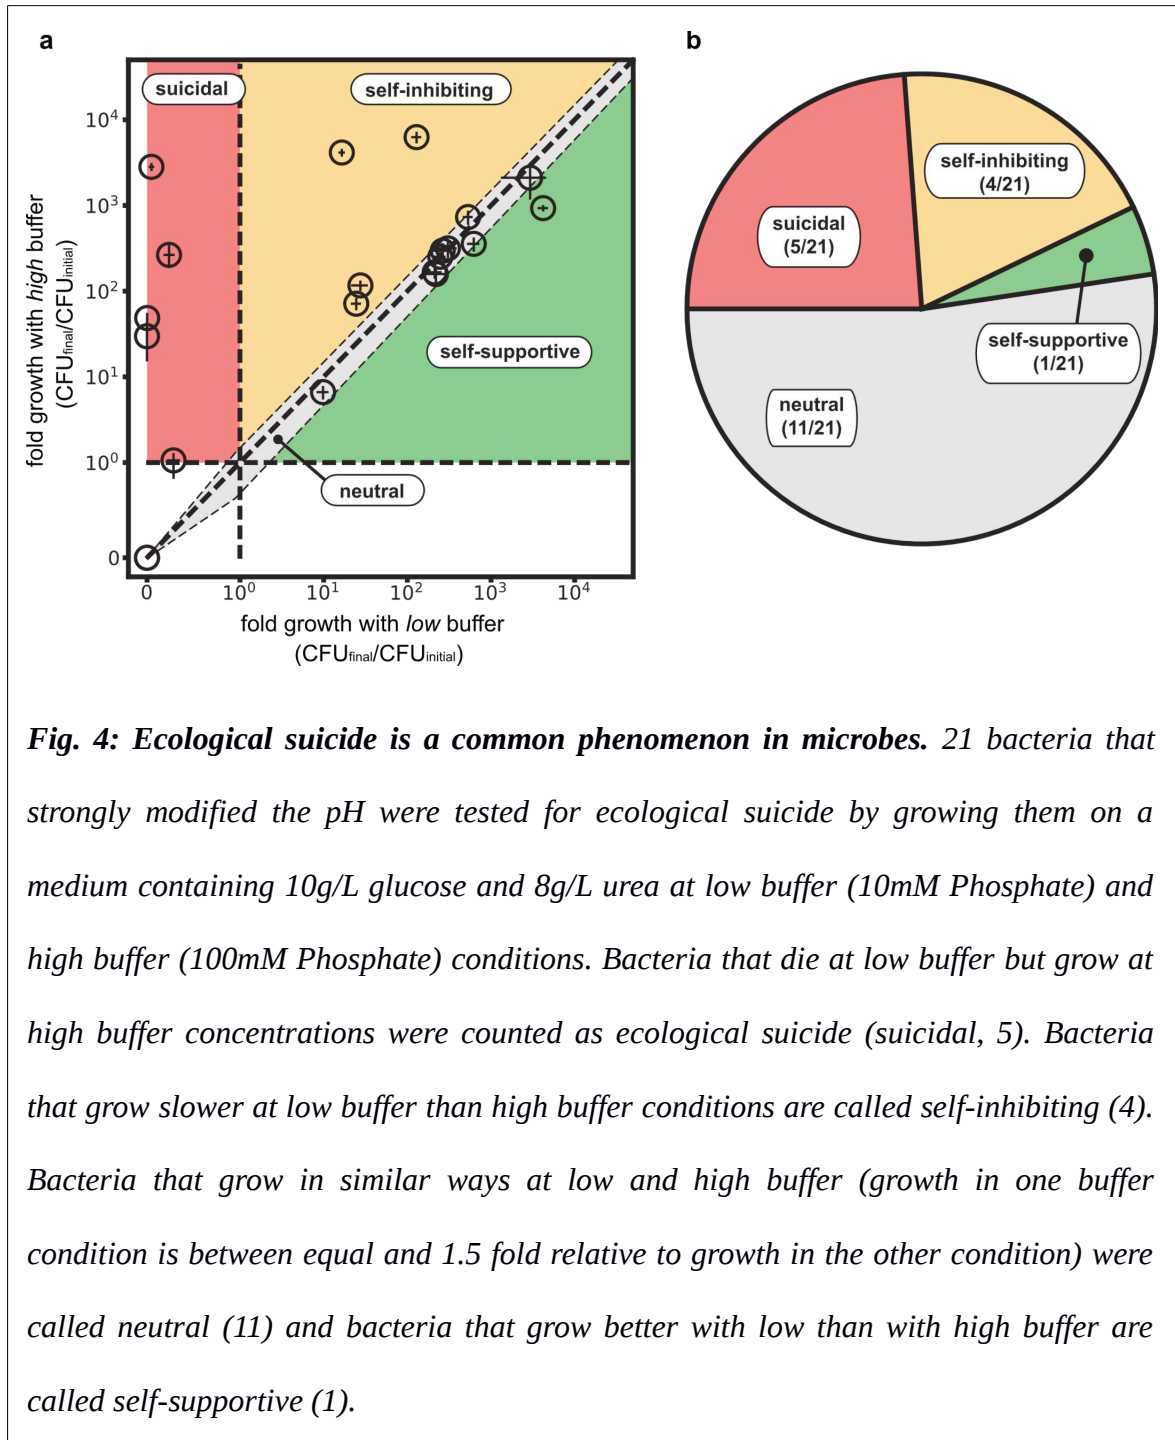 a
b
suicidal
self-inhibiting
self-supportive
neutral
10⁴
10³
10²
10¹
10⁰
0
fold growth with high buffer
(CFUfinal/CFUinitial)
0
10⁰
10¹
10²
10³
10⁴
fold growth with low buffer
(CFUfinal/CFUinitial)
self-inhibiting
(4/21)
suicidal
(5/21)
self-supportive
(1/21)
neutral
(11/21)
Fig. 4: Ecological suicide is a common phenomenon in microbes. 21 bacteria that
strongly modified the pH were tested for ecological suicide by growing them on a
medium containing 10g/L glucose and 8g/L urea at low buffer (10mM Phosphate) and
high buffer (100mM Phosphate) conditions. Bacteria that die at low buffer but grow at
high buffer concentrations were counted as ecological suicide (suicidal, 5). Bacteria
that grow slower at low buffer than high buffer conditions are called self-inhibiting (4).
Bacteria that grow in similar ways at low and high buffer (growth in one buffer
condition is between equal and 1.5 fold relative to growth in the other condition) were
called neutral (11) and bacteria that grow better with low than with high buffer are
called self-supportive (1).